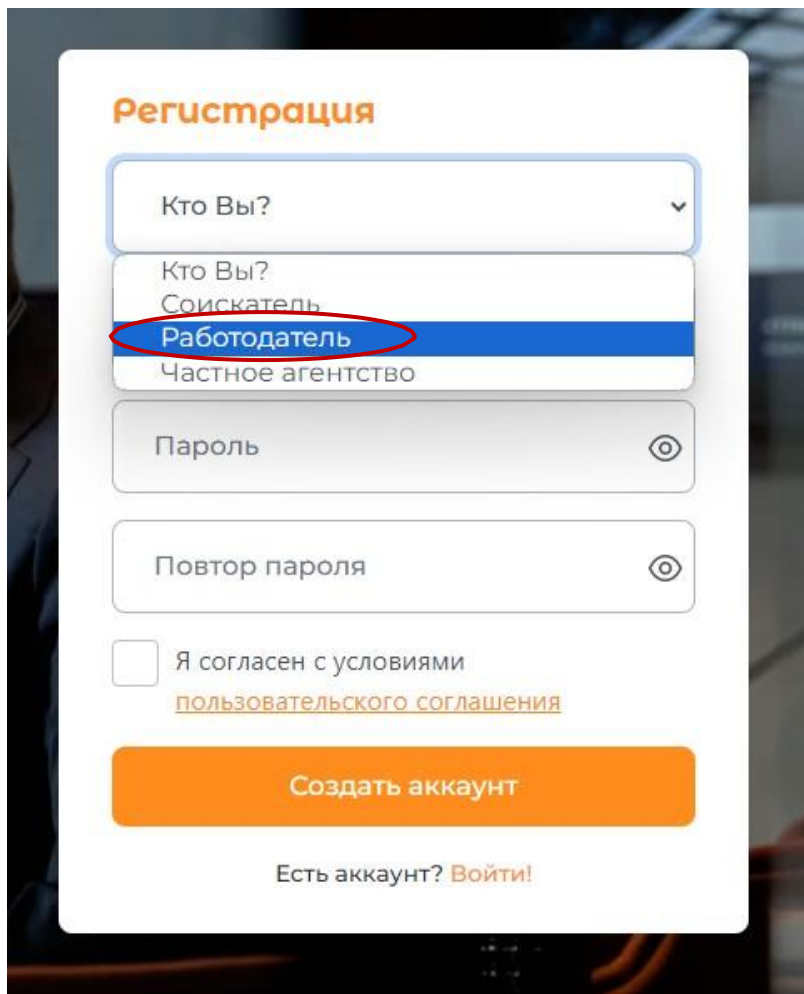 Регистрация
Кто Вы?
Кто Вы?
Соискатель
Работодатель
Частное агентство
Пароль
Повтор пароля
Я согласен с условиями
пользовательского соглашения
Создать аккаунт
Есть аккаунт? Войти!